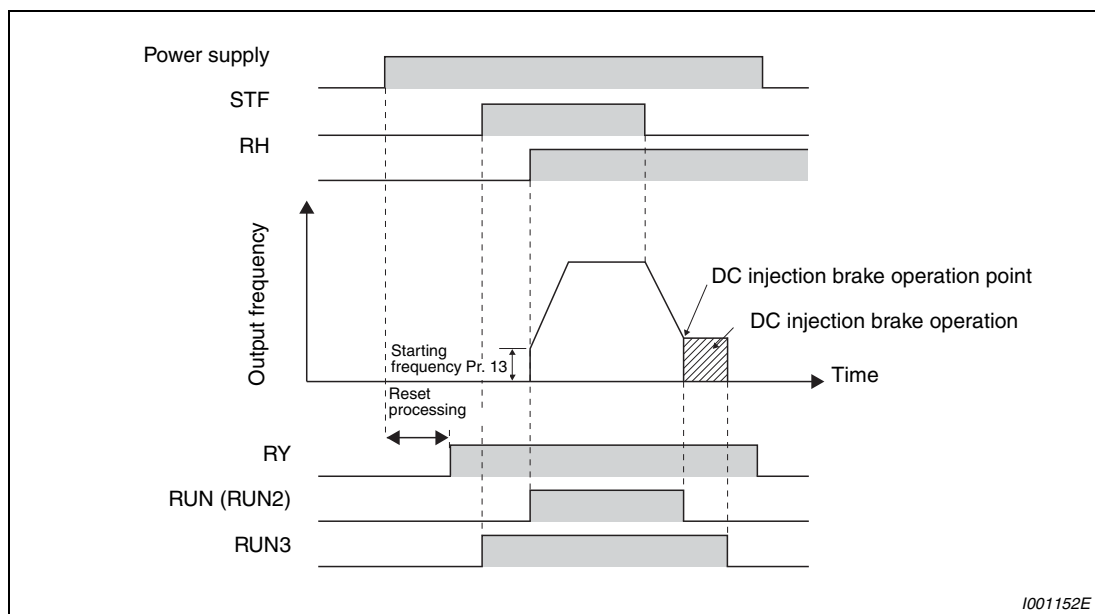 Power supply
STF
RH
Output frequency
DC injection brake operation point
DC injection brake operation
Starting
frequency Pr. 13
Time
Reset
processing
RY
RUN (RUN2)
RUN3
I001152E